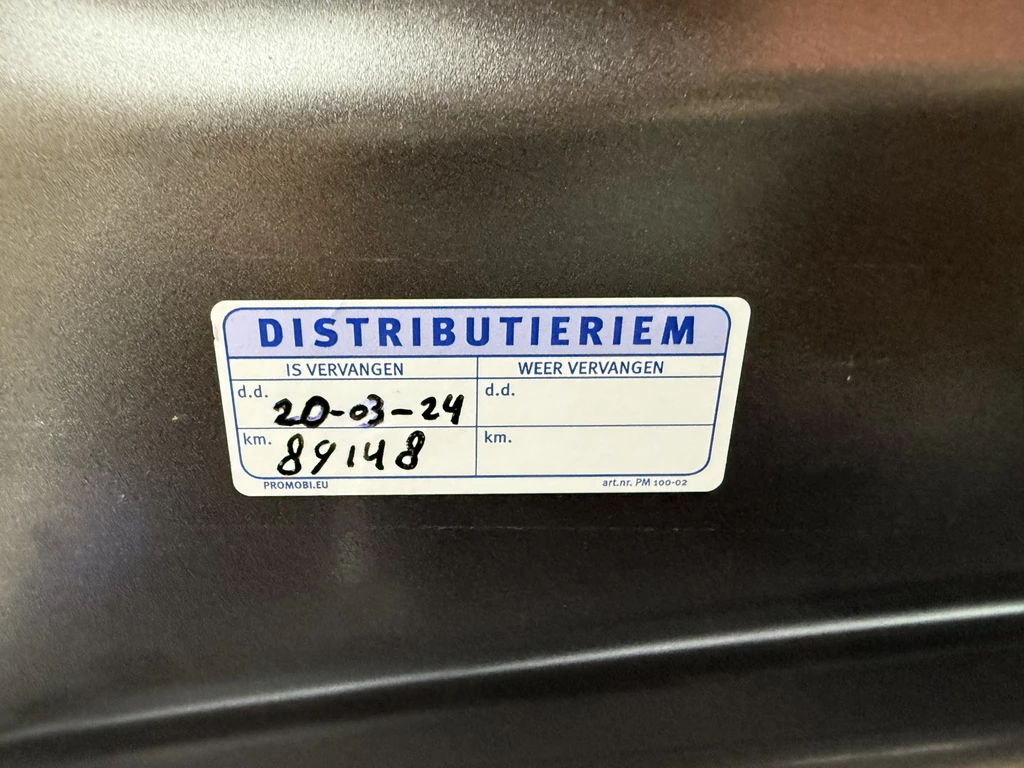 DISTRIBUTIERIEM
IS VERVANGEN WEER VERVANGEN
d.d. 20-03-24 d.d.
km. 89148 km.
PROMOBI.EU art.nr. PM 100-02